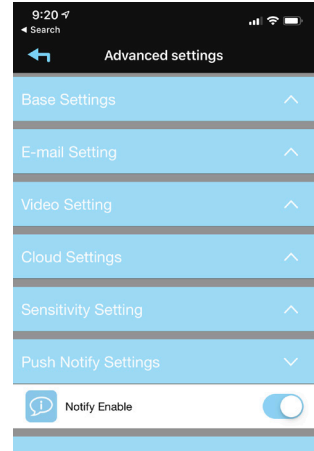 9:20
◄ Search
Advanced settings
Base Settings
E-mail Setting
Video Setting
Cloud Settings
Sensitivity Setting
Push Notify Settings
Notify Enable